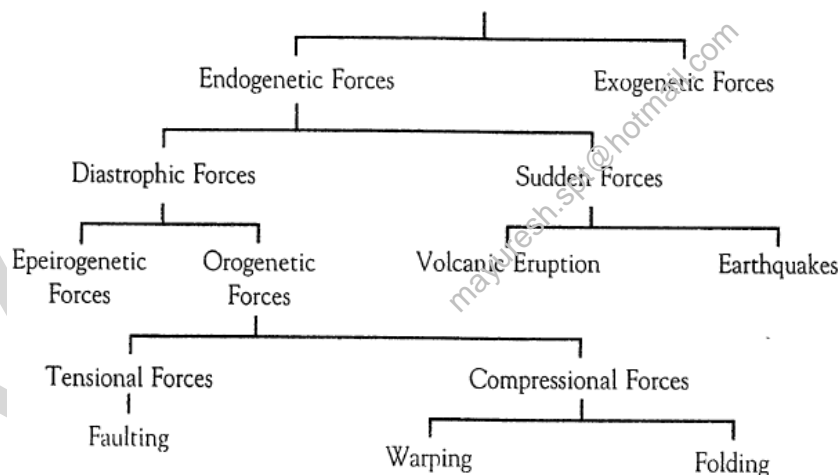 Endogenetic Forces
Exogenetic Forces
Diastrophic Forces
Sudden Forces
Epeirogenetic
Forces
Orogenetic
Forces
Volcanic Eruption
Earthquakes
Tensional Forces
Compressional Forces
Faulting
Warping
Folding
mayuresh.spt@hotmail.com